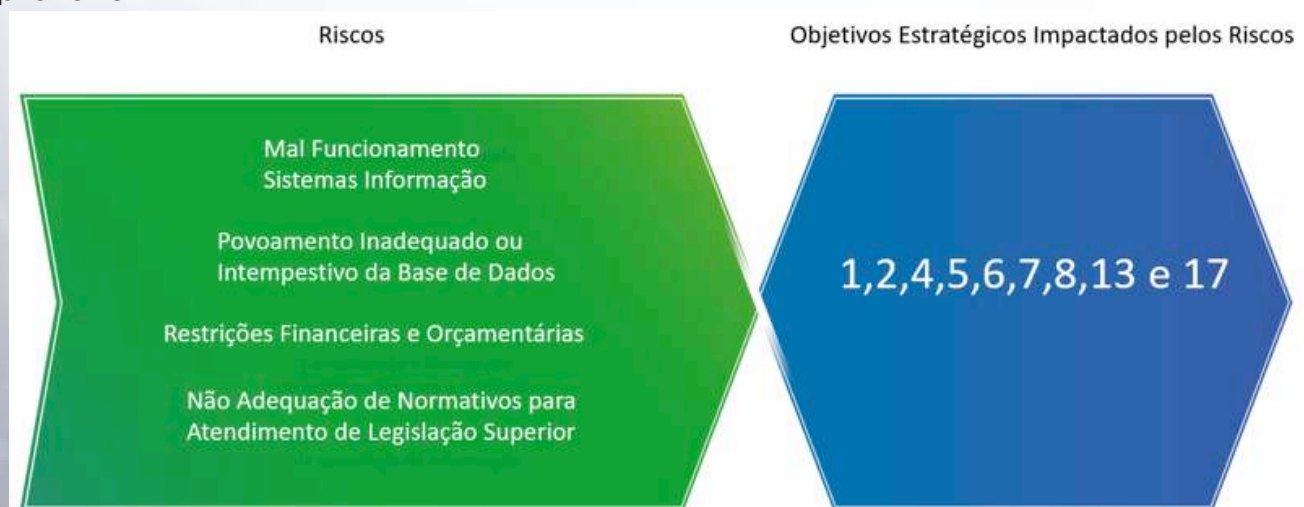 Riscos
Objetivos Estratégicos Impactados pelos Riscos
Mal Funcionamento
Sistemas Informação
Povoamento Inadequado ou
Intempestivo da Base de Dados
Restrições Financeiras e Orçamentárias
Não Adequação de Normativos para
Atendimento de Legislação Superior
1,2,4,5,6,7,8,13 e 17